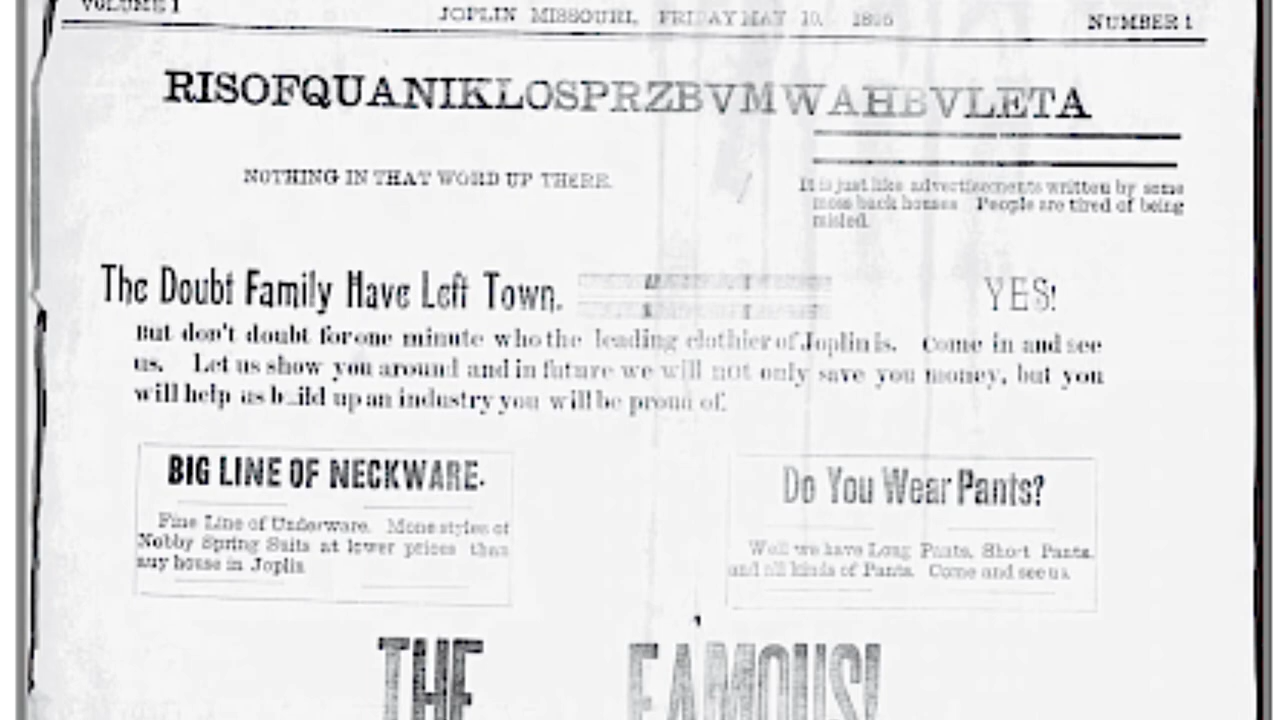 VOLUME 1 JOPLIN MISSOURI, FRIDAY MAY 10, 1896 NUMBER 1
RISOFQUANIKLOSPRZBVMWAHBVLETA
NOTHING IN THAT WORD UP THERE.
It is just like advertisements written by some
moss back houses People are tired of being
misled.
The Doubt Family Have Left Town. YES!
But don't doubt for one minute who the leading clothier of Joplin is. Come in and see
us. Let us show you around and in future we will not only save you money, but you
will help us build up an industry you will be proud of.
BIG LINE OF NECKWARE.
Fine Line of Underware. More styles of
Nobby Spring Suits at lower prices than
any house in Joplin
Do You Wear Pants?
Well we have Long Pants, Short Pants,
and all kinds of Pants. Come and see us.
THE FAMOUS!